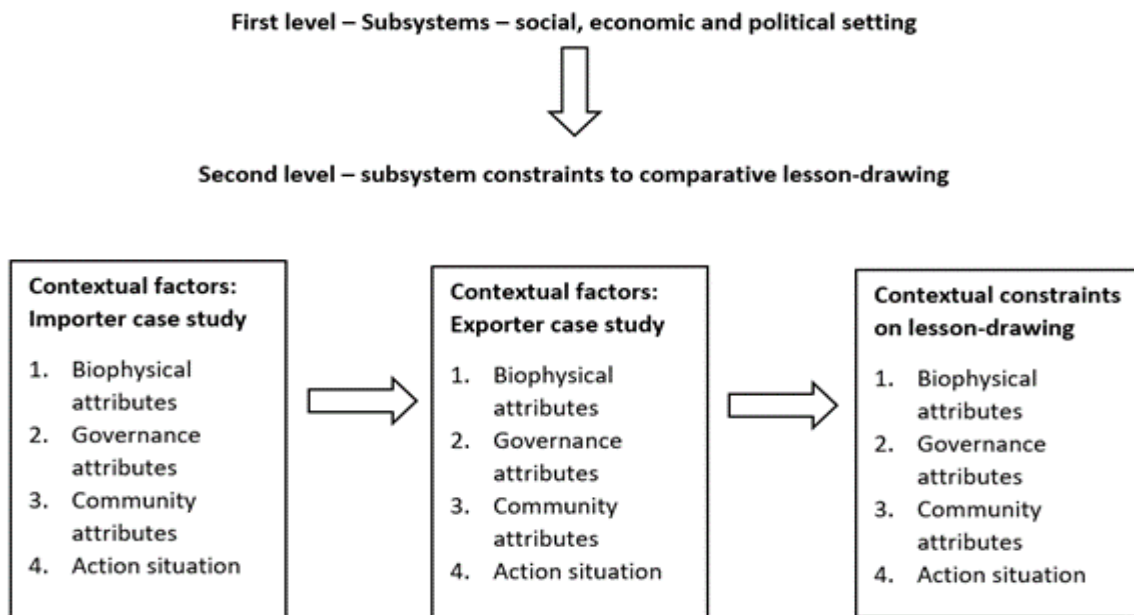 First level – Subsystems – social, economic and political setting
Second level – subsystem constraints to comparative lesson-drawing
Contextual factors:
Importer case study
1. Biophysical
attributes
2. Governance
attributes
3. Community
attributes
4. Action situation
Contextual factors:
Exporter case study
1. Biophysical
attributes
2. Governance
attributes
3. Community
attributes
4. Action situation
Contextual constraints
on lesson-drawing
1. Biophysical
attributes
2. Governance
attributes
3. Community
attributes
4. Action situation